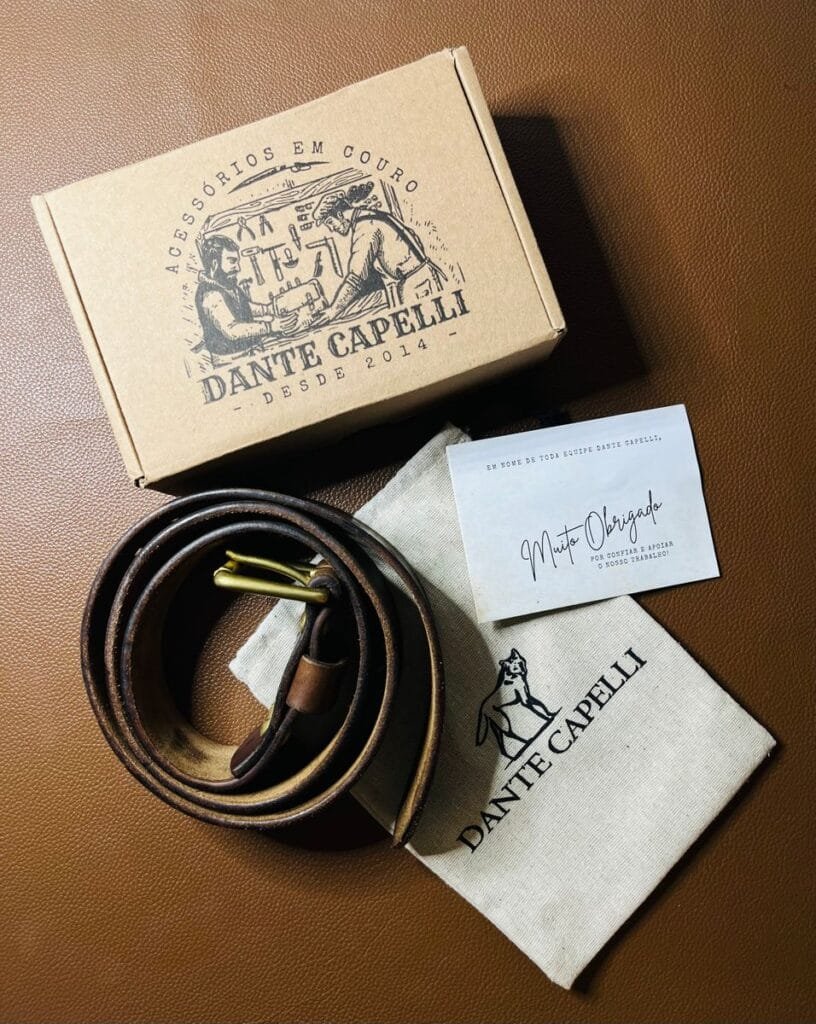 ACESSÓRIOS EM COURO
DANTE CAPELLI
- DESDE 2014 -
EM NOME DE TODA EQUIPE DANTE CAPELLI,
Muito Obrigado
POR CONFIAR E APOIAR
O NOSSO TRABALHO!
DANTE CAPELLI